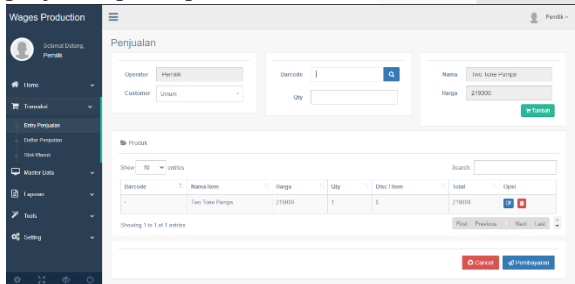 Wages Production
Pemilik
Selamat Datang,
Pemilik
Penjualan
Operator
Pemilik
Barcode
Nama
Two Tone Pumps
Customer
Umum
Qty
Harga
219000
Tambah
Home
Transaksi
Entry Penjualan
Daftar Penjualan
Stok Masuk
Master Data
Laporan
Tools
Setting
Produk
Show 10 entries
Search
Barcode
Nama Item
Harga
Qty
Disc / Item
Total
Opsi
-
Two Tone Pumps
219000
1
0
219000
Showing 1 to 1 of 1 entries
First
Previous
Next
Last
Cancel
Pembayaran